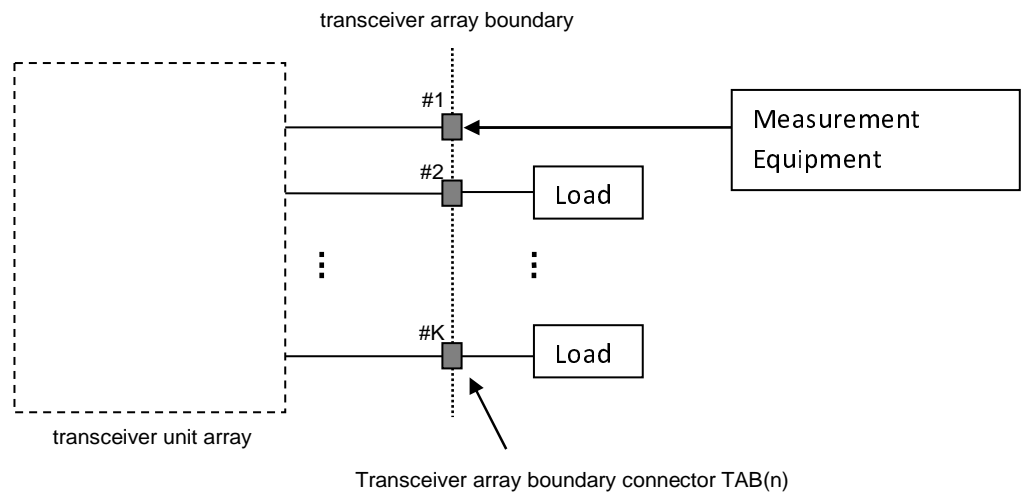 transceiver array boundary
#1
Measurement
Equipment
#2
Load
#K
Load
transceiver unit array
Transceiver array boundary connector TAB(n)